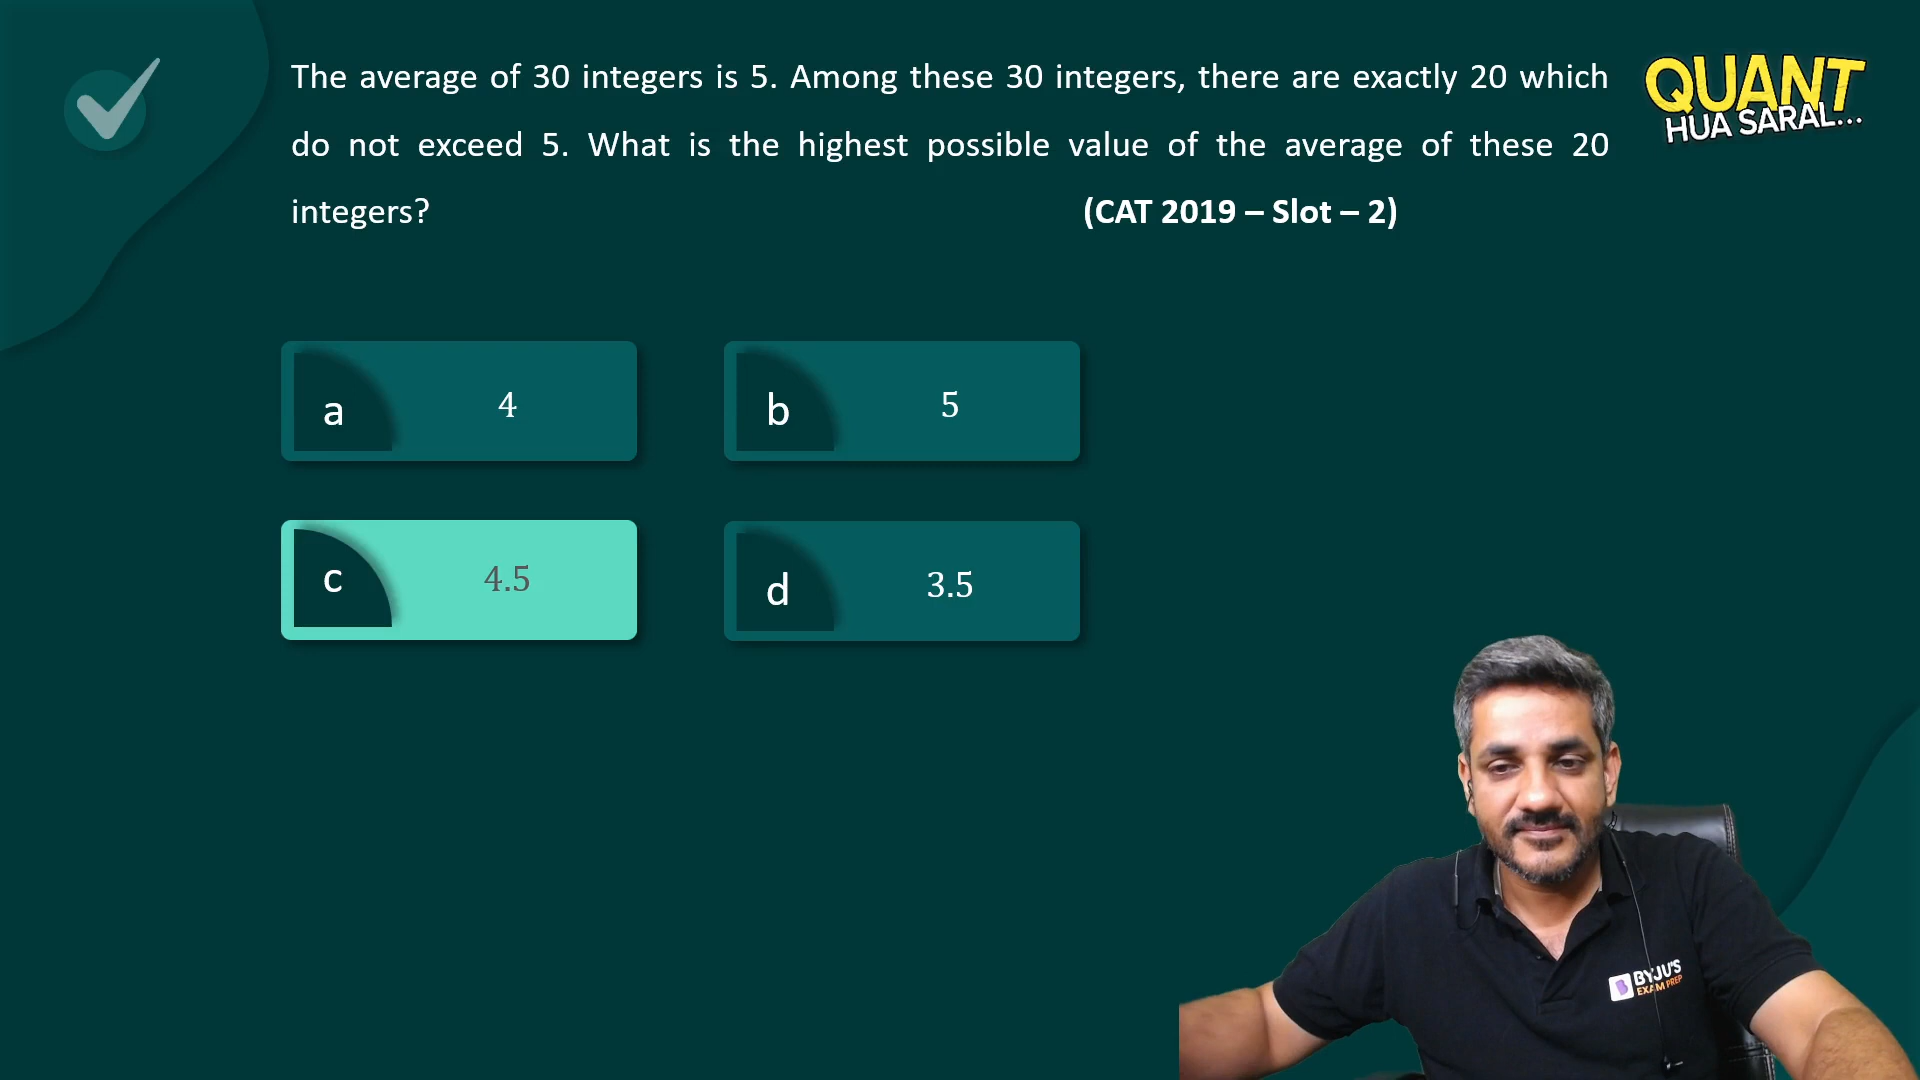 The average of 30 integers is 5. Among these 30 integers, there are exactly 20 which
do not exceed 5. What is the highest possible value of the average of these 20
integers? (CAT 2019 – Slot – 2)
QUANT
HUA SARAL...
a 4
b 5
c 4.5
d 3.5
BYJU'S
EXAM PREP